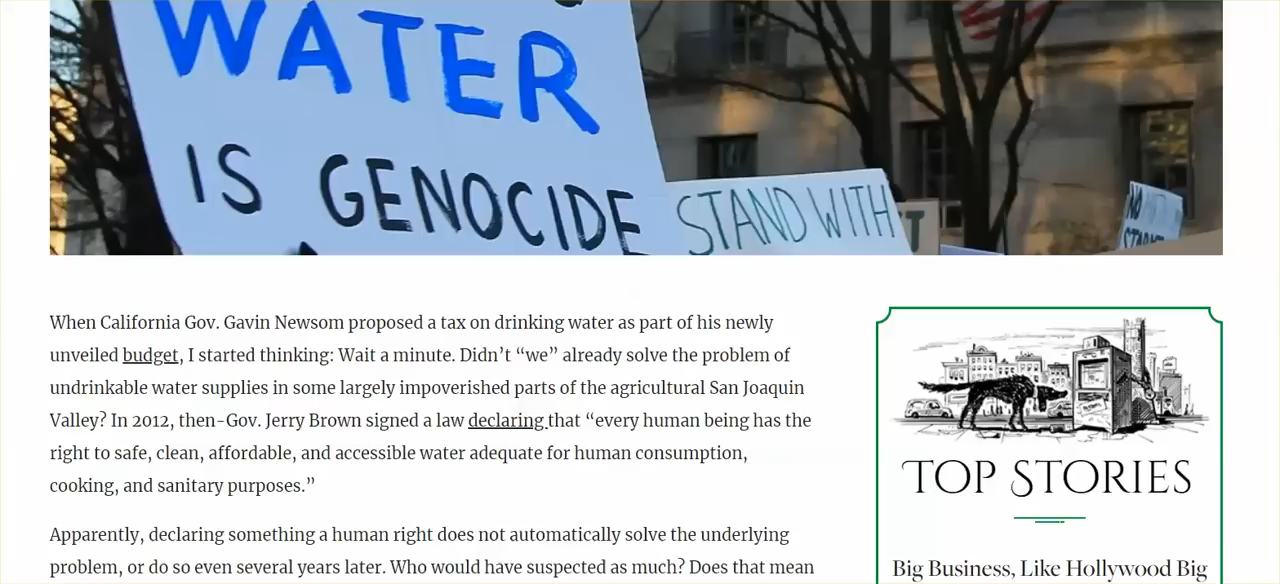 WATER
IS GENOCIDE
STAND WITH
NO
When California Gov. Gavin Newsom proposed a tax on drinking water as part of his newly
unveiled budget, I started thinking: Wait a minute. Didn’t “we” already solve the problem of
undrinkable water supplies in some largely impoverished parts of the agricultural San Joaquin
Valley? In 2012, then-Gov. Jerry Brown signed a law declaring that “every human being has the
right to safe, clean, affordable, and accessible water adequate for human consumption,
cooking, and sanitary purposes.”
Apparently, declaring something a human right does not automatically solve the underlying
problem, or do so even several years later. Who would have suspected as much? Does that mean
TOP STORIES
Big Business, Like Hollywood Big